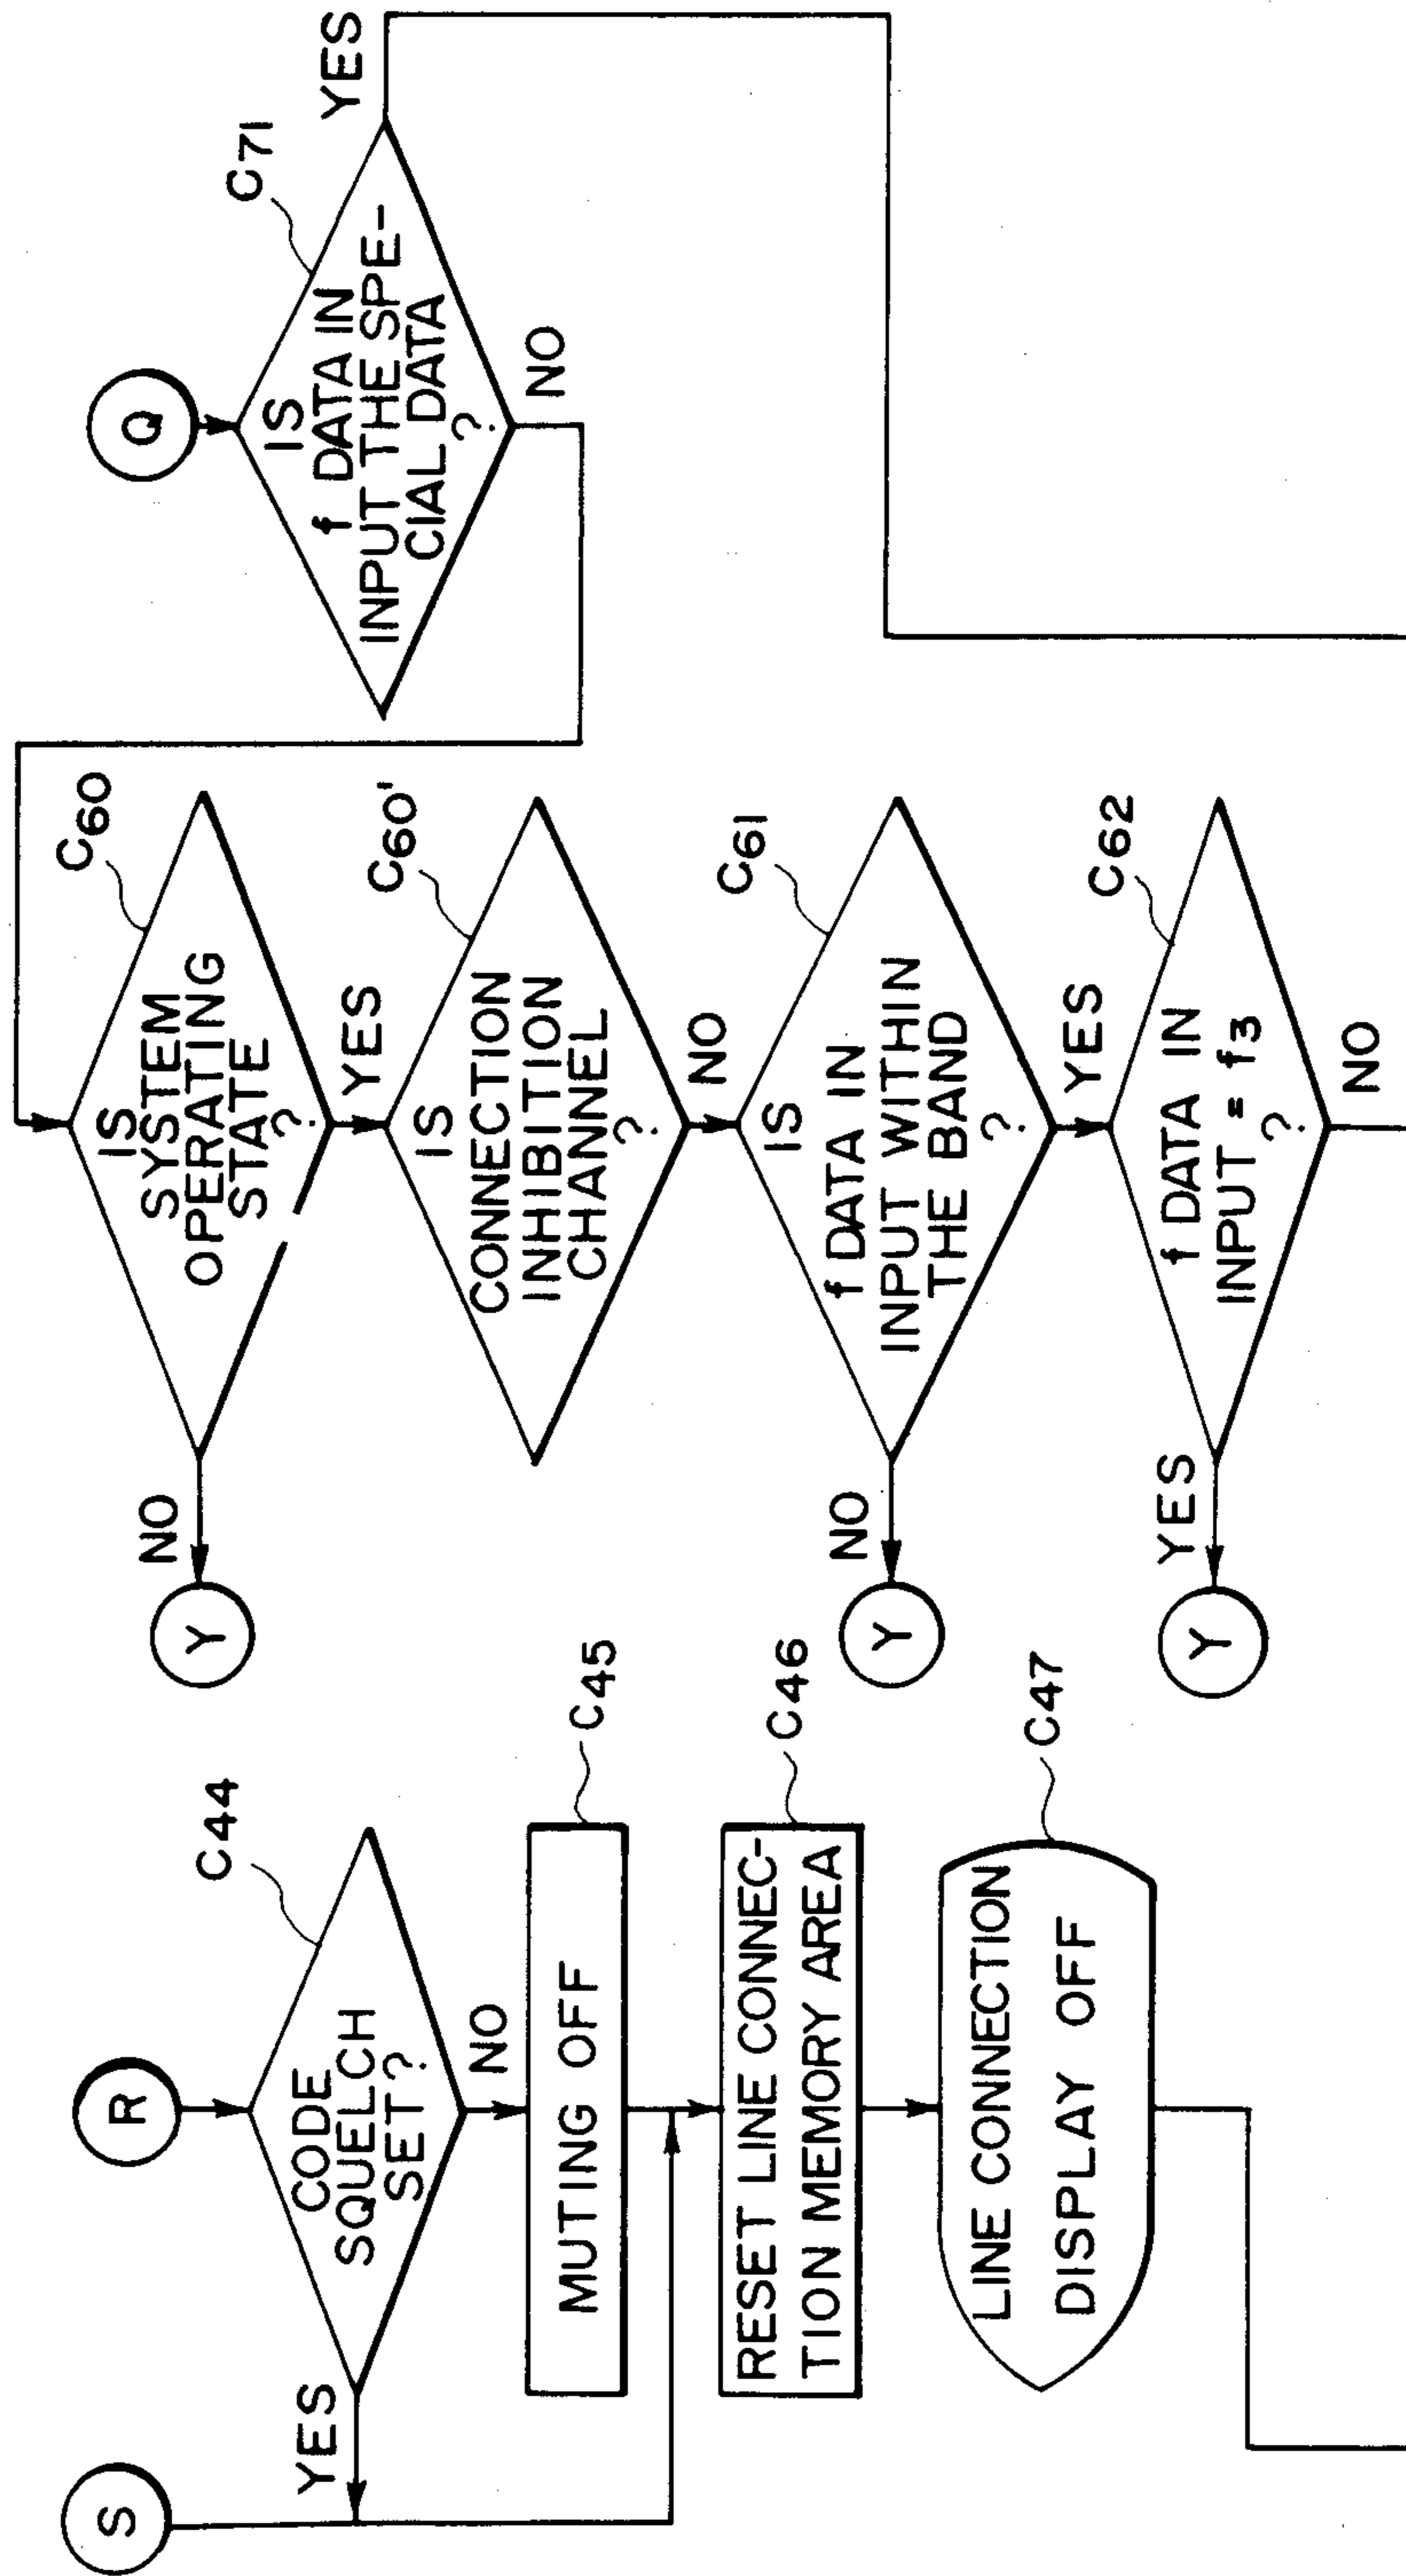 S
R
CODE
SQUELCH
SET?
C44
YES
NO
MUTING OFF
C45
RESET LINE CONNEC-
TION MEMORY AREA
C46
LINE CONNECTION
DISPLAY OFF
C47
Q
IS
f DATA IN
INPUT THE SPE-
CIAL DATA
?
C71
YES
NO
IS
SYSTEM
OPERATING
STATE
?
C60
NO
Y
YES
IS
CONNECTION
INHIBITION
CHANNEL
?
C60'
NO
IS
f DATA IN
INPUT WITHIN
THE BAND
?
C61
NO
Y
YES
f DATA IN
INPUT = f3
?
C62
YES
Y
NO